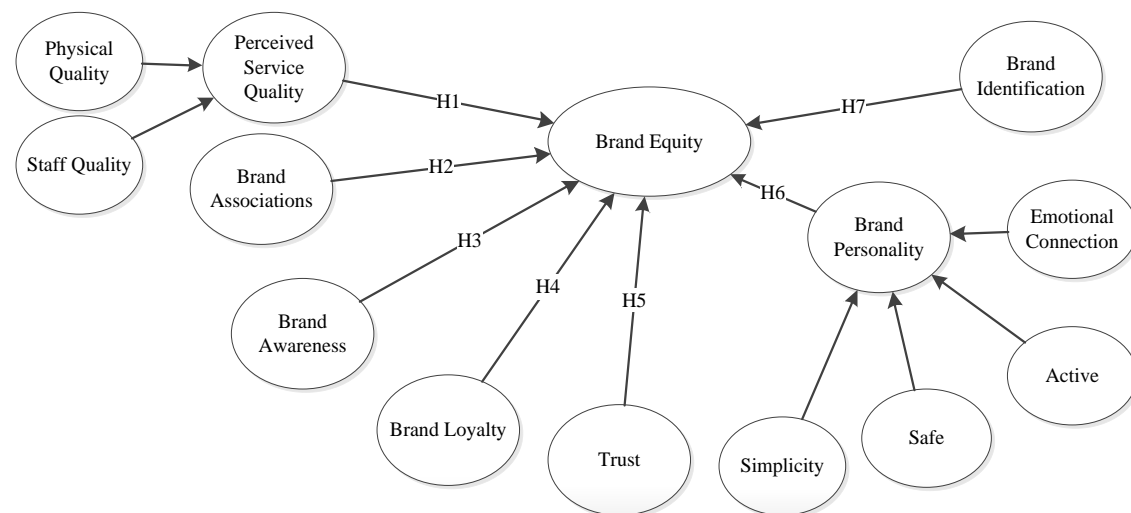 Physical
Quality
Perceived
Service
Quality
Brand
Identification
H1
H7
Brand Equity
Staff Quality
H2
Brand
Associations
H6
Brand
Personality
Emotional
Connection
H3
H4
H5
Brand
Awareness
Active
Brand Loyalty
Safe
Trust
Simplicity